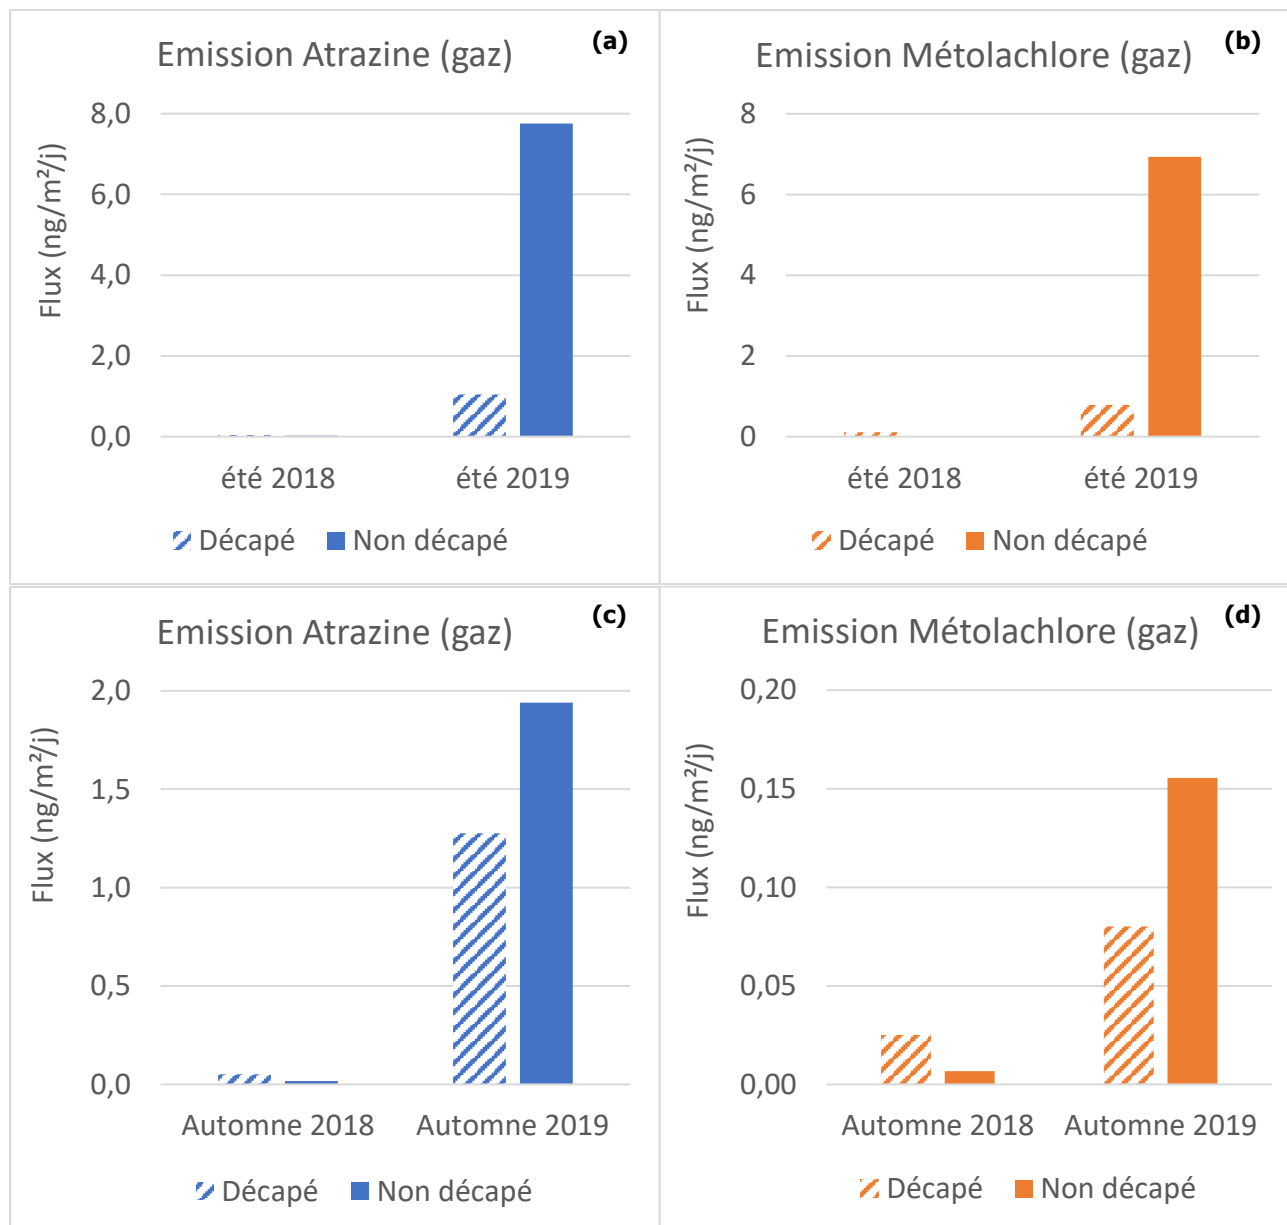 Emission Atrazine (gaz)
(a)
Flux (ng/m²/j)
8,0
6,0
4,0
2,0
0,0
été 2018
été 2019
Décapé
Non décapé
Emission Métolachlore (gaz)
(b)
Flux (ng/m²/j)
8
6
4
2
0
été 2018
été 2019
Décapé
Non décapé
Emission Atrazine (gaz)
(c)
Flux (ng/m²/j)
2,0
1,5
1,0
0,5
0,0
Automne 2018
Automne 2019
Décapé
Non décapé
Emission Métolachlore (gaz)
(d)
Flux (ng/m²/j)
0,20
0,15
0,10
0,05
0,00
Automne 2018
Automne 2019
Décapé
Non décapé